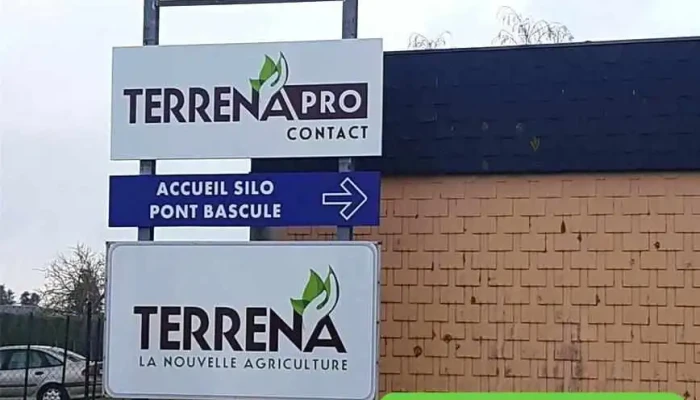 TERRENA PRO
CONTACT
ACCUEIL SILO
PONT BASCULE
TERRENA
LA NOUVELLE AGRICULTURE